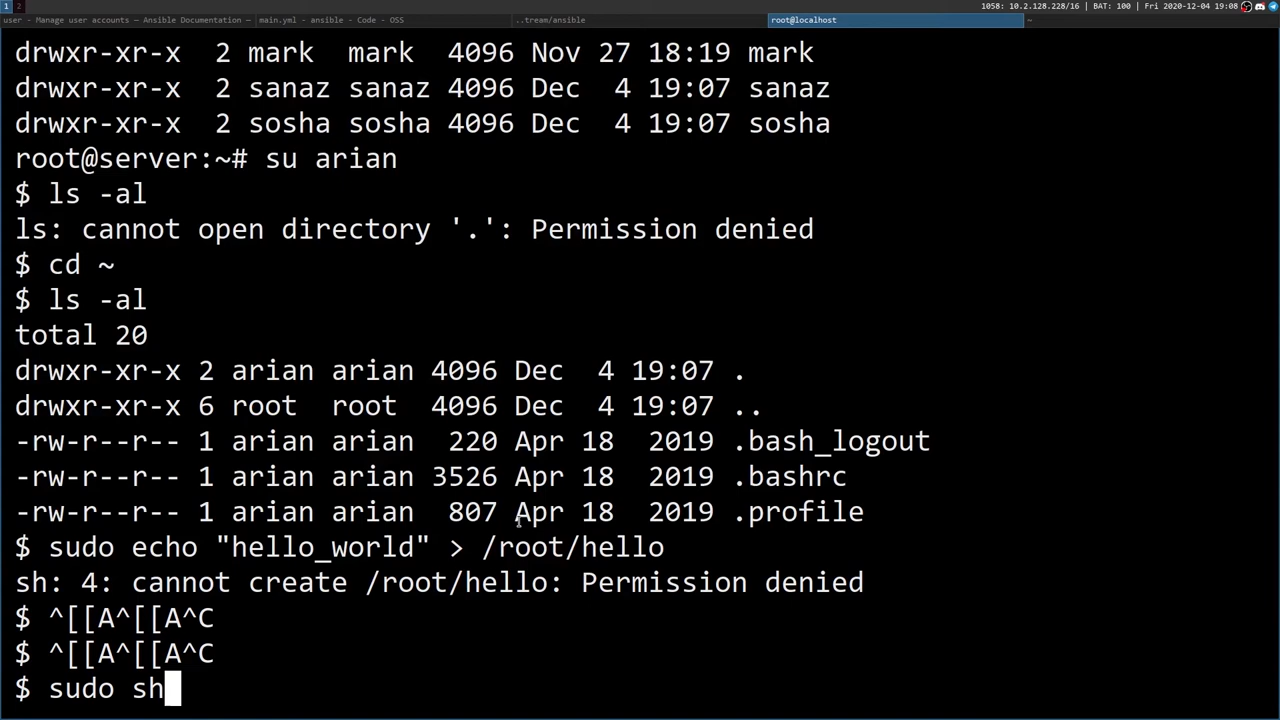 1 2 1058: 10.2.128.228/16 | BAT: 100 | Fri 2020-12-04 19:08
user - Manage user accounts — Ansible Documentation — main.yml - ansible - Code - OSS ..tream/ansible root@localhost
drwxr-xr-x  2 mark  mark  4096 Nov 27 18:19 mark
drwxr-xr-x  2 sanaz sanaz 4096 Dec  4 19:07 sanaz
drwxr-xr-x  2 sosha sosha 4096 Dec  4 19:07 sosha
root@server:~# su arian
$ ls -al
ls: cannot open directory '.': Permission denied
$ cd ~
$ ls -al
total 20
drwxr-xr-x 2 arian arian 4096 Dec  4 19:07 .
drwxr-xr-x 6 root  root  4096 Dec  4 19:07 ..
-rw-r--r-- 1 arian arian  220 Apr 18  2019 .bash_logout
-rw-r--r-- 1 arian arian 3526 Apr 18  2019 .bashrc
-rw-r--r-- 1 arian arian  807 Apr 18  2019 .profile
$ sudo echo "hello_world" > /root/hello
sh: 4: cannot create /root/hello: Permission denied
$ ^[[A^[[A^C
$ ^[[A^[[A^C
$ sudo sh